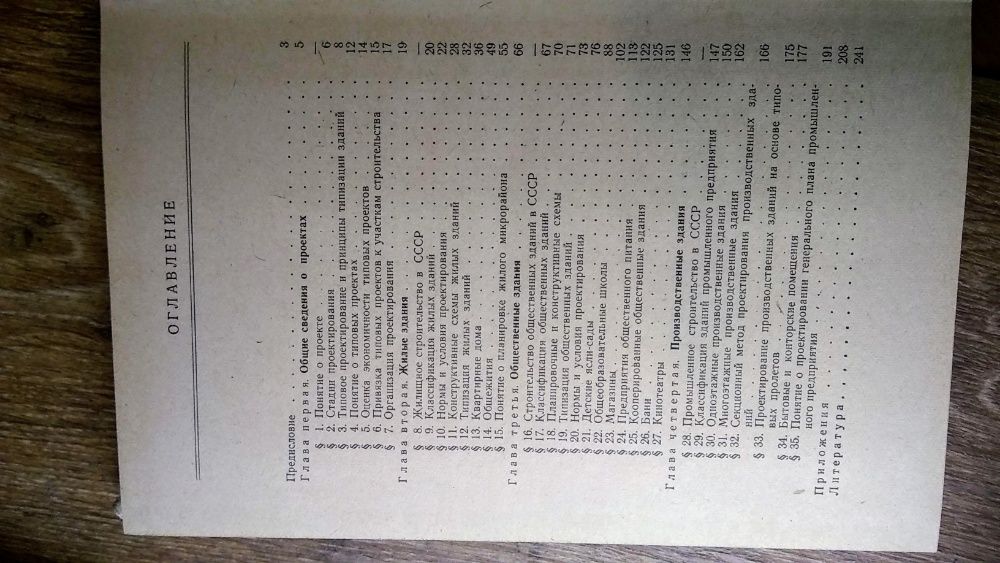 ОГЛАВЛЕНИЕ
Предисловие . . . . . . . . . . 3
Глава первая. Общие сведения о проектах . . . . . 5
§ 1. Понятие о проекте . . . . . . . . —
§ 2. Стадии проектирования . . . . . . . 6
§ 3. Типовое проектирование и принципы типизации зданий 8
§ 4. Понятие о типовых проектах . . . . . . 12
§ 5. Оценка экономичности типовых проектов . . . . 14
§ 6. Привязка типовых проектов к участкам строительства 15
§ 7. Организация проектирования . . . . . . 17
Глава вторая. Жилые здания . . . . . . . 19
§ 8. Жилищное строительство в СССР . . . . . —
§ 9. Классификация жилых зданий . . . . . 20
§ 10. Нормы и условия проектирования . . . . . 22
§ 11. Конструктивные схемы жилых зданий . . . . 28
§ 12. Типизация жилых зданий . . . . . . 32
§ 13. Квартирные дома . . . . . . . . 36
§ 14. Общежития . . . . . . . . . 49
§ 15. Понятие о планировке жилого микрорайона . . . 55
Глава третья. Общественные здания . . . . . 66
§ 16. Строительство общественных зданий в СССР . . . —
§ 17. Классификация общественных зданий . . . . 67
§ 18. Планировочные и конструктивные схемы . . . . 70
§ 19. Типизация общественных зданий . . . . . 71
§ 20. Нормы и условия проектирования . . . . . 73
§ 21. Детские ясли-сады . . . . . . . . 76
§ 22. Общеобразовательные школы . . . . . . 88
§ 23. Магазины . . . . . . . . . 102
§ 24. Предприятия общественного питания . . . . 113
§ 25. Кооперированные общественные здания . . . . 122
§ 26. Бани . . . . . . . . . . 125
§ 27. Кинотеатры . . . . . . . . . 131
Глава четвертая. Производственные здания . . . . 146
§ 28. Промышленное строительство в СССР . . . . —
§ 29. Классификация зданий промышленного предприятия . . 147
§ 30. Одноэтажные производственные здания . . . . 150
§ 31. Многоэтажные производственные здания . . . . 162
§ 32. Секционный метод проектирования производственных зда-
ний . . . . . . . . . . 166
§ 33. Проектирование производственных зданий на основе типо-
вых пролетов . . . . . . . . . 175
§ 34. Бытовые и конторские помещения . . . . . 177
§ 35. Понятие о проектировании генерального плана промышлен-
ного предприятия . . . . . . . . 191
Приложения . . . . . . . . . . 208
Литература . . . . . . . . . . 241